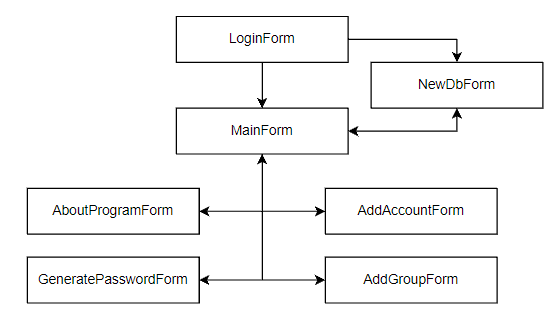 LoginForm
NewDbForm
MainForm
AboutProgramForm
AddAccountForm
GeneratePasswordForm
AddGroupForm